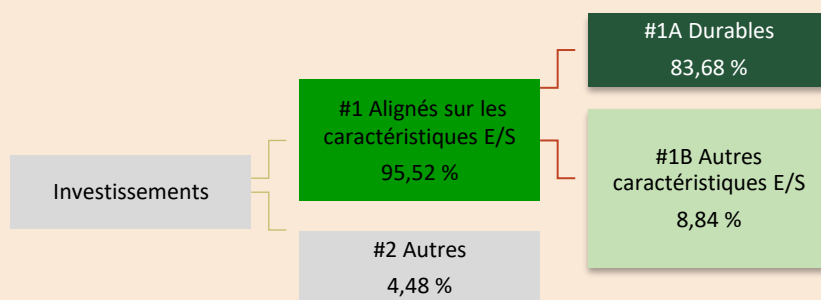 Investissements
#1 Alignés sur les
caractéristiques E/S
95,52 %
#2 Autres
4,48 %
#1A Durables
83,68 %
#1B Autres
caractéristiques E/S
8,84 %